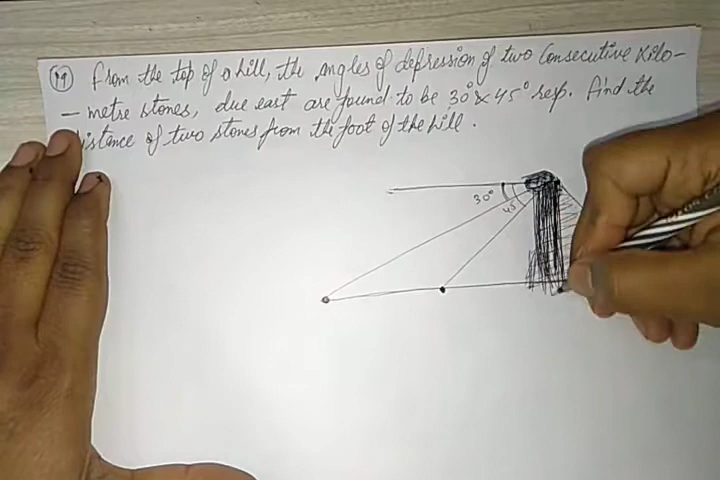 19 from the top of a hill, the angles of depression of two Consecutive Kilo-
- metre stones, due east are found to be 30° & 45° resp. find the
distance of two stones from the foot of the hill.
30°
45